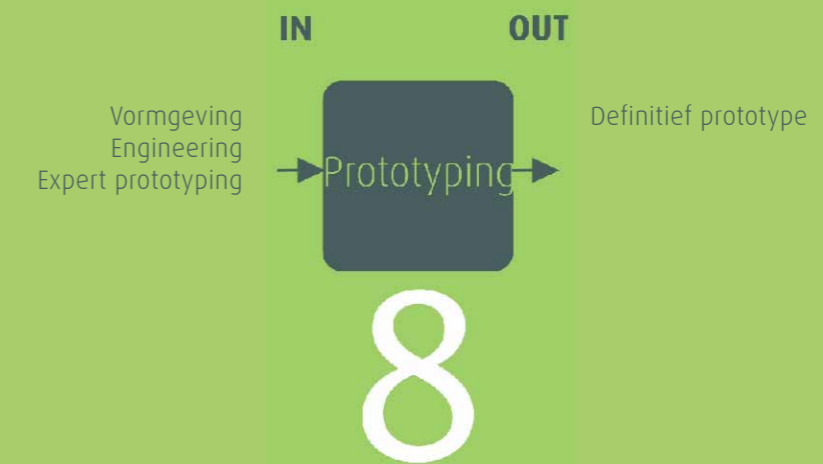 IN
OUT
Vormgeving
Engineering
Expert prototyping
Prototyping
Definitief prototype
8